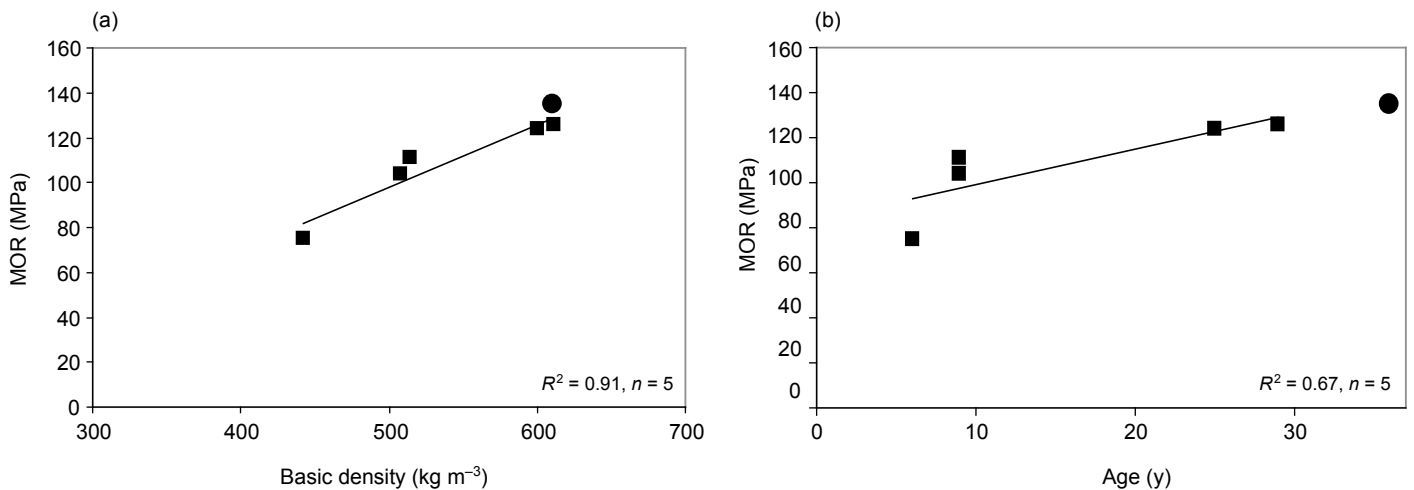 (a)
160
140
120
100
80
60
40
20
0
MOR (MPa)
R² = 0.91, n = 5
300 400 500 600 700
Basic density (kg m⁻³)
(b)
160
140
120
100
80
60
40
20
0
MOR (MPa)
R² = 0.67, n = 5
0 10 20 30
Age (y)